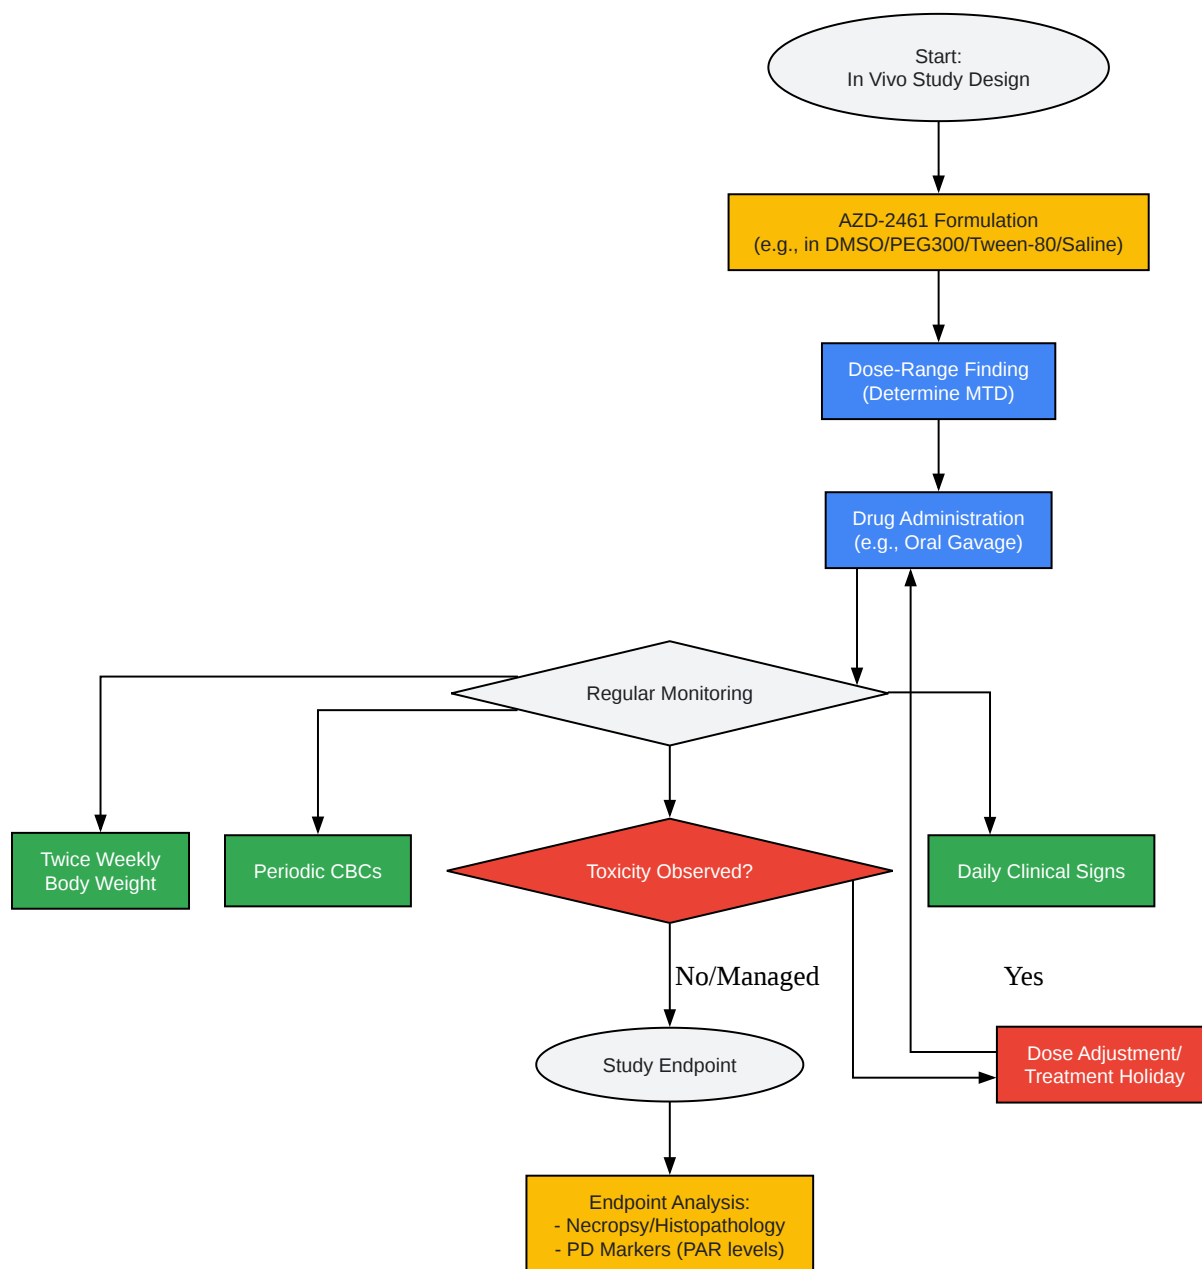 Start:
In Vivo Study Design
AZD-2461 Formulation
(e.g., in DMSO/PEG300/Tween-80/Saline)
Dose-Range Finding
(Determine MTD)
Drug Administration
(e.g., Oral Gavage)
Regular Monitoring
Twice Weekly
Body Weight
Periodic CBCs
Toxicity Observed?
Daily Clinical Signs
No/Managed
Yes
Study Endpoint
Dose Adjustment/
Treatment Holiday
Endpoint Analysis:
- Necropsy/Histopathology
- PD Markers (PAR levels)